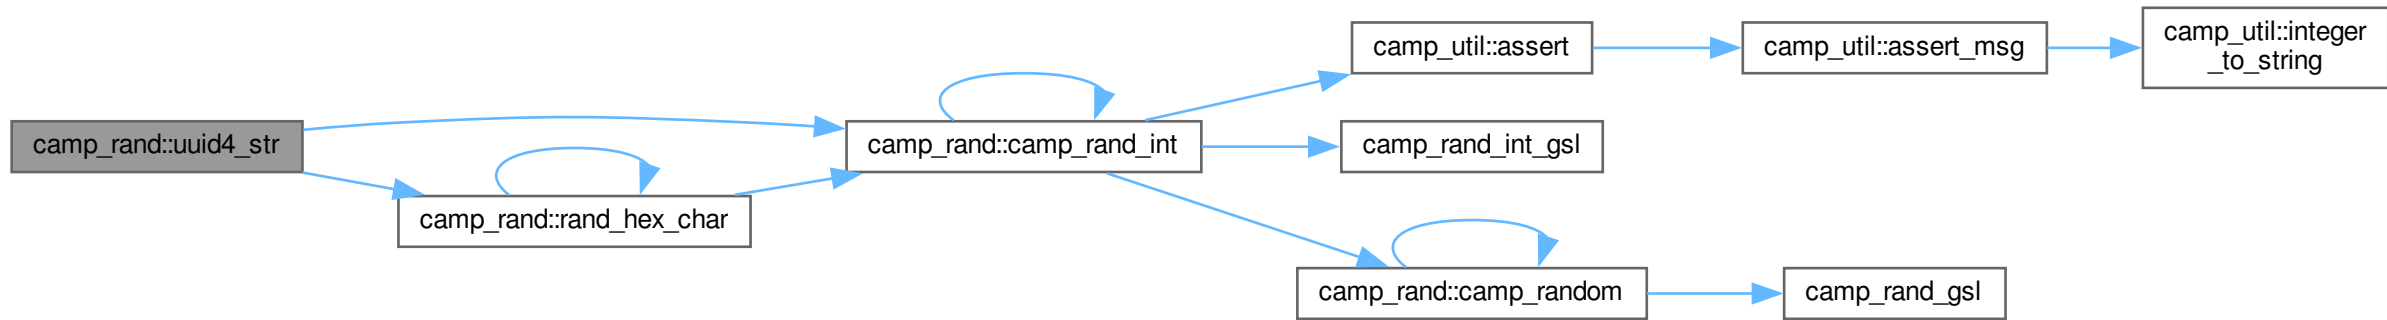 camp_rand::uuid4_str
camp_rand::rand_hex_char
camp_rand::camp_rand_int
camp_util::assert
camp_util::assert_msg
camp_util::integer
_to_string
camp_rand_int_gsl
camp_rand::camp_random
camp_rand_gsl